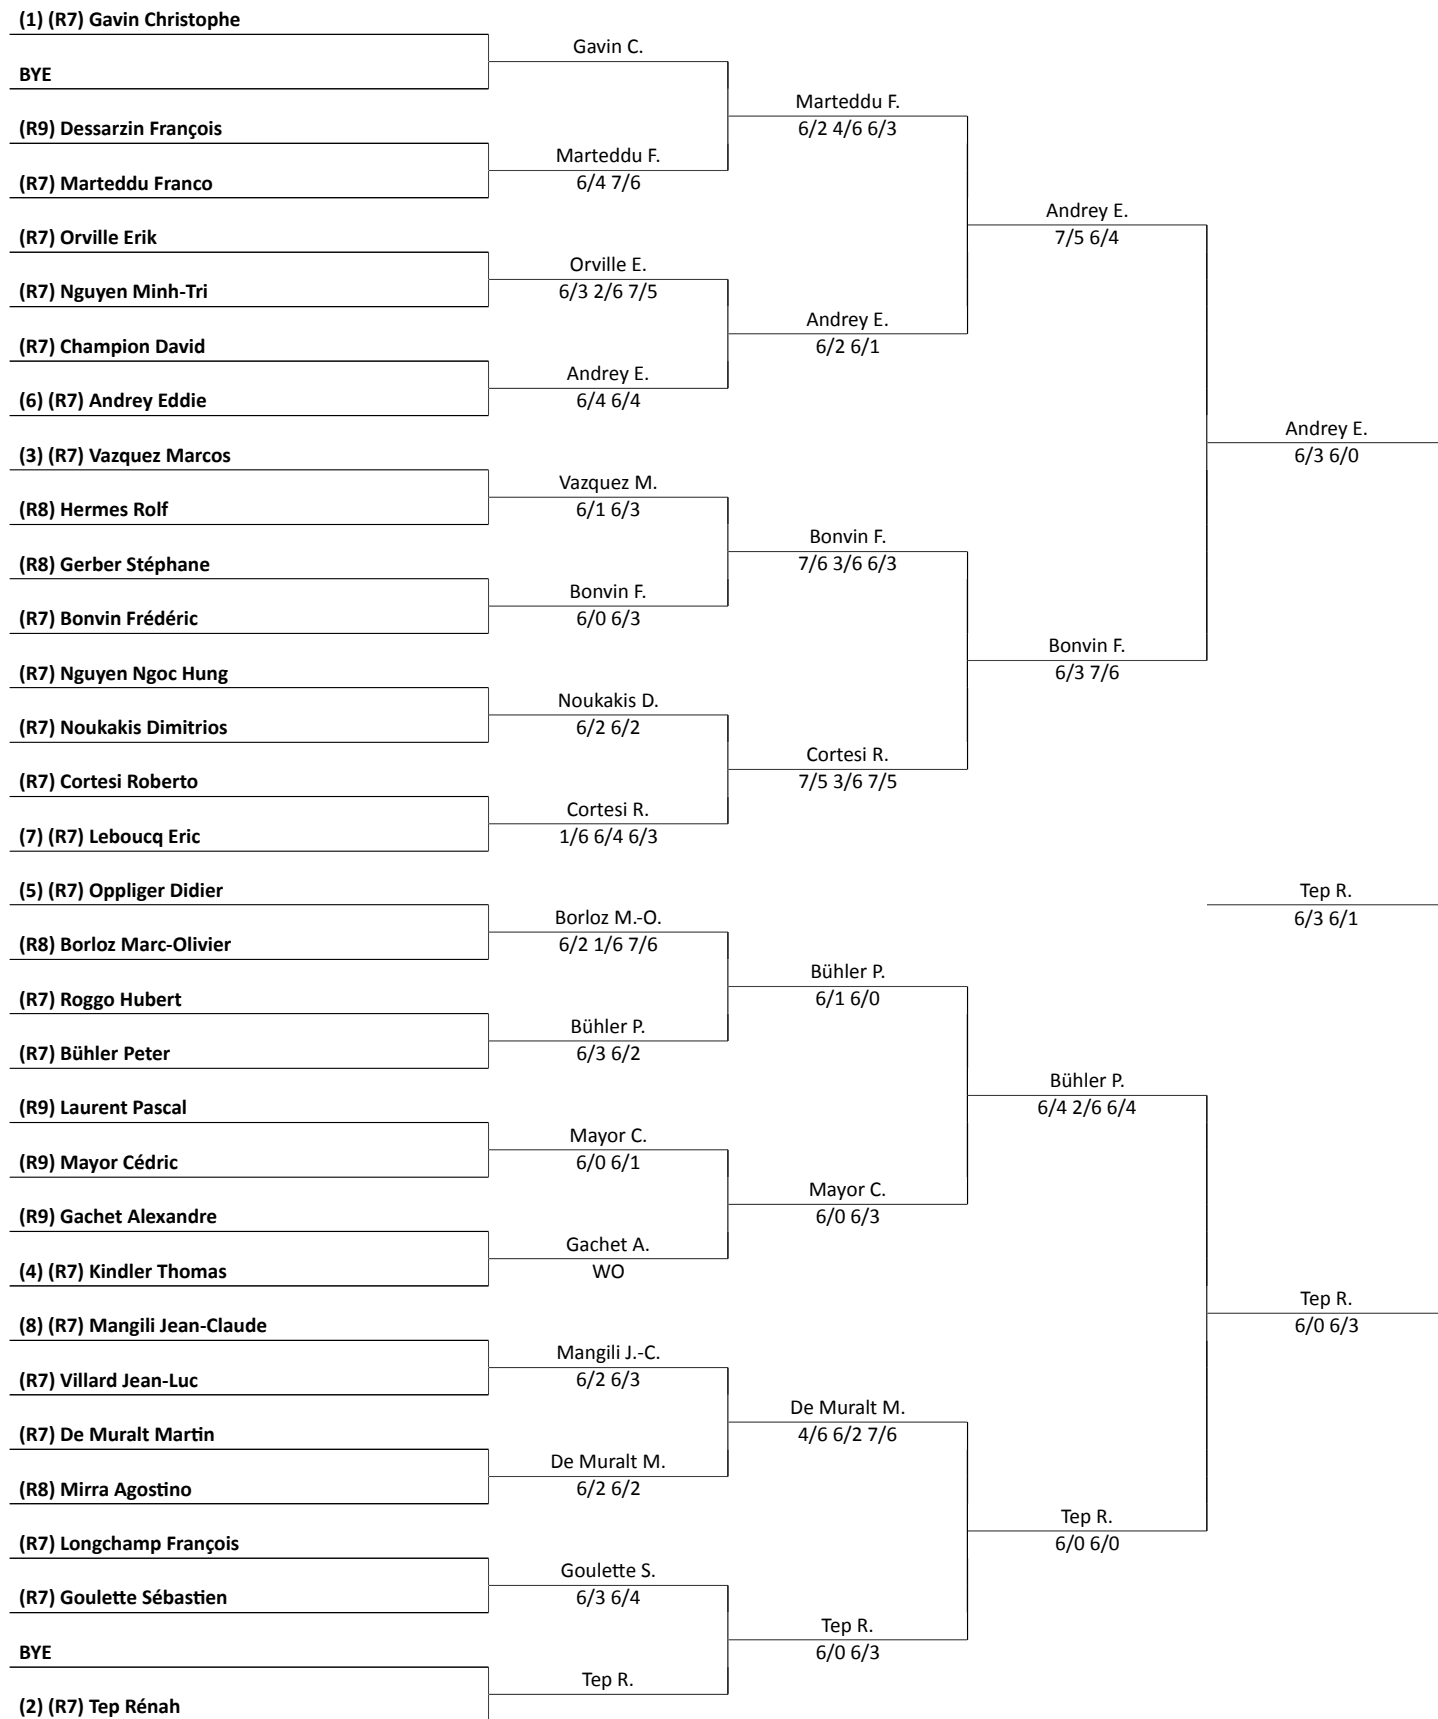 (1) (R7) Gavin Christophe
Gavin C.
BYE
Marteddu F.
6/2 4/6 6/3
(R9) Dessarzin François
Marteddu F.
6/4 7/6
(R7) Marteddu Franco
Andrey E.
7/5 6/4
(R7) Orville Erik
Orville E.
6/3 2/6 7/5
(R7) Nguyen Minh-Tri
Andrey E.
6/2 6/1
(R7) Champion David
Andrey E.
6/4 6/4
(6) (R7) Andrey Eddie
Andrey E.
6/3 6/0
(3) (R7) Vazquez Marcos
Vazquez M.
6/1 6/3
(R8) Hermes Rolf
Bonvin F.
7/6 3/6 6/3
(R8) Gerber Stéphane
Bonvin F.
6/0 6/3
(R7) Bonvin Frédéric
Bonvin F.
6/3 7/6
(R7) Nguyen Ngoc Hung
Noukakis D.
6/2 6/2
(R7) Noukakis Dimitrios
Cortesi R.
7/5 3/6 7/5
(R7) Cortesi Roberto
Cortesi R.
1/6 6/4 6/3
(7) (R7) Leboucq Eric
(5) (R7) Oppliger Didier
Tep R.
6/3 6/1
Borloz M.-O.
6/2 1/6 7/6
(R8) Borloz Marc-Olivier
Bühler P.
6/1 6/0
(R7) Roggo Hubert
Bühler P.
6/3 6/2
(R7) Bühler Peter
Bühler P.
6/4 2/6 6/4
(R9) Laurent Pascal
Mayor C.
6/0 6/1
(R9) Mayor Cédric
Mayor C.
6/0 6/3
(R9) Gachet Alexandre
Gachet A.
WO
(4) (R7) Kindler Thomas
Tep R.
6/0 6/3
(8) (R7) Mangili Jean-Claude
Mangili J.-C.
6/2 6/3
(R7) Villard Jean-Luc
De Muralt M.
4/6 6/2 7/6
(R7) De Muralt Martin
De Muralt M.
6/2 6/2
(R8) Mirra Agostino
Tep R.
6/0 6/0
(R7) Longchamp François
Goulette S.
6/3 6/4
(R7) Goulette Sébastien
Tep R.
6/0 6/3
BYE
Tep R.
(2) (R7) Tep Rénah